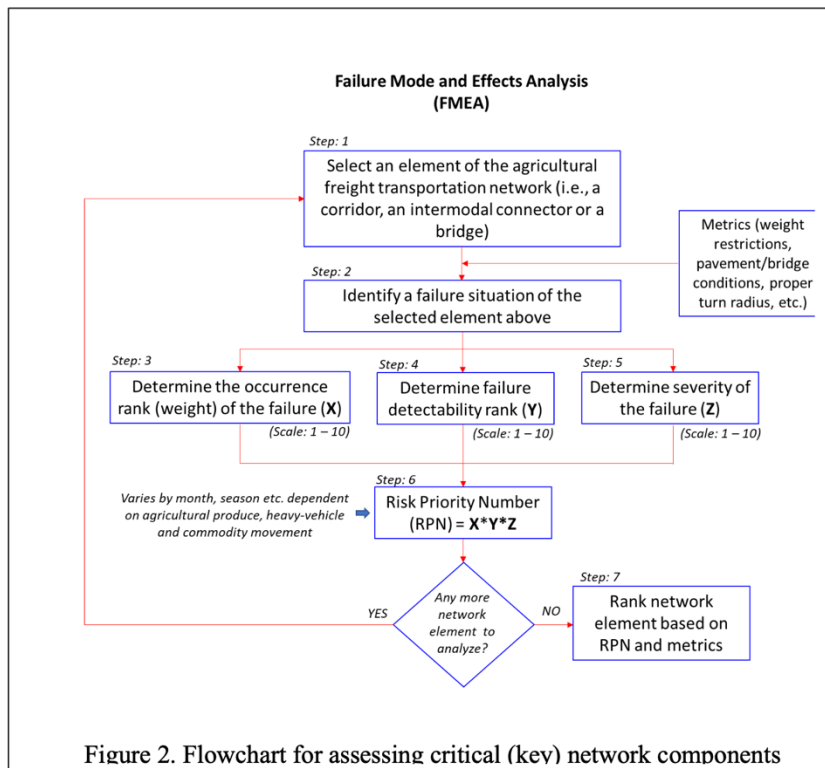 Failure Mode and Effects Analysis
(FMEA)
Step: 1
Select an element of the agricultural
freight transportation network (i.e., a
corridor, an intermodal connector or a
bridge)
Metrics (weight
restrictions,
pavement/bridge
conditions, proper
turn radius, etc.)
Step: 2
Identify a failure situation of the
selected element above
Step: 3
Determine the occurrence
rank (weight) of the failure (X)
(Scale: 1 – 10)
Step: 4
Determine failure
detectability rank (Y)
(Scale: 1 – 10)
Step: 5
Determine severity of
the failure (Z)
(Scale: 1 – 10)
Step: 6
Varies by month, season etc. dependent
on agricultural produce, heavy-vehicle
and commodity movement
Risk Priority Number
(RPN) = X*Y*Z
Any more
network
element to
analyze?
YES
NO
Step: 7
Rank network
element based on
RPN and metrics
Figure 2. Flowchart for assessing critical (key) network components